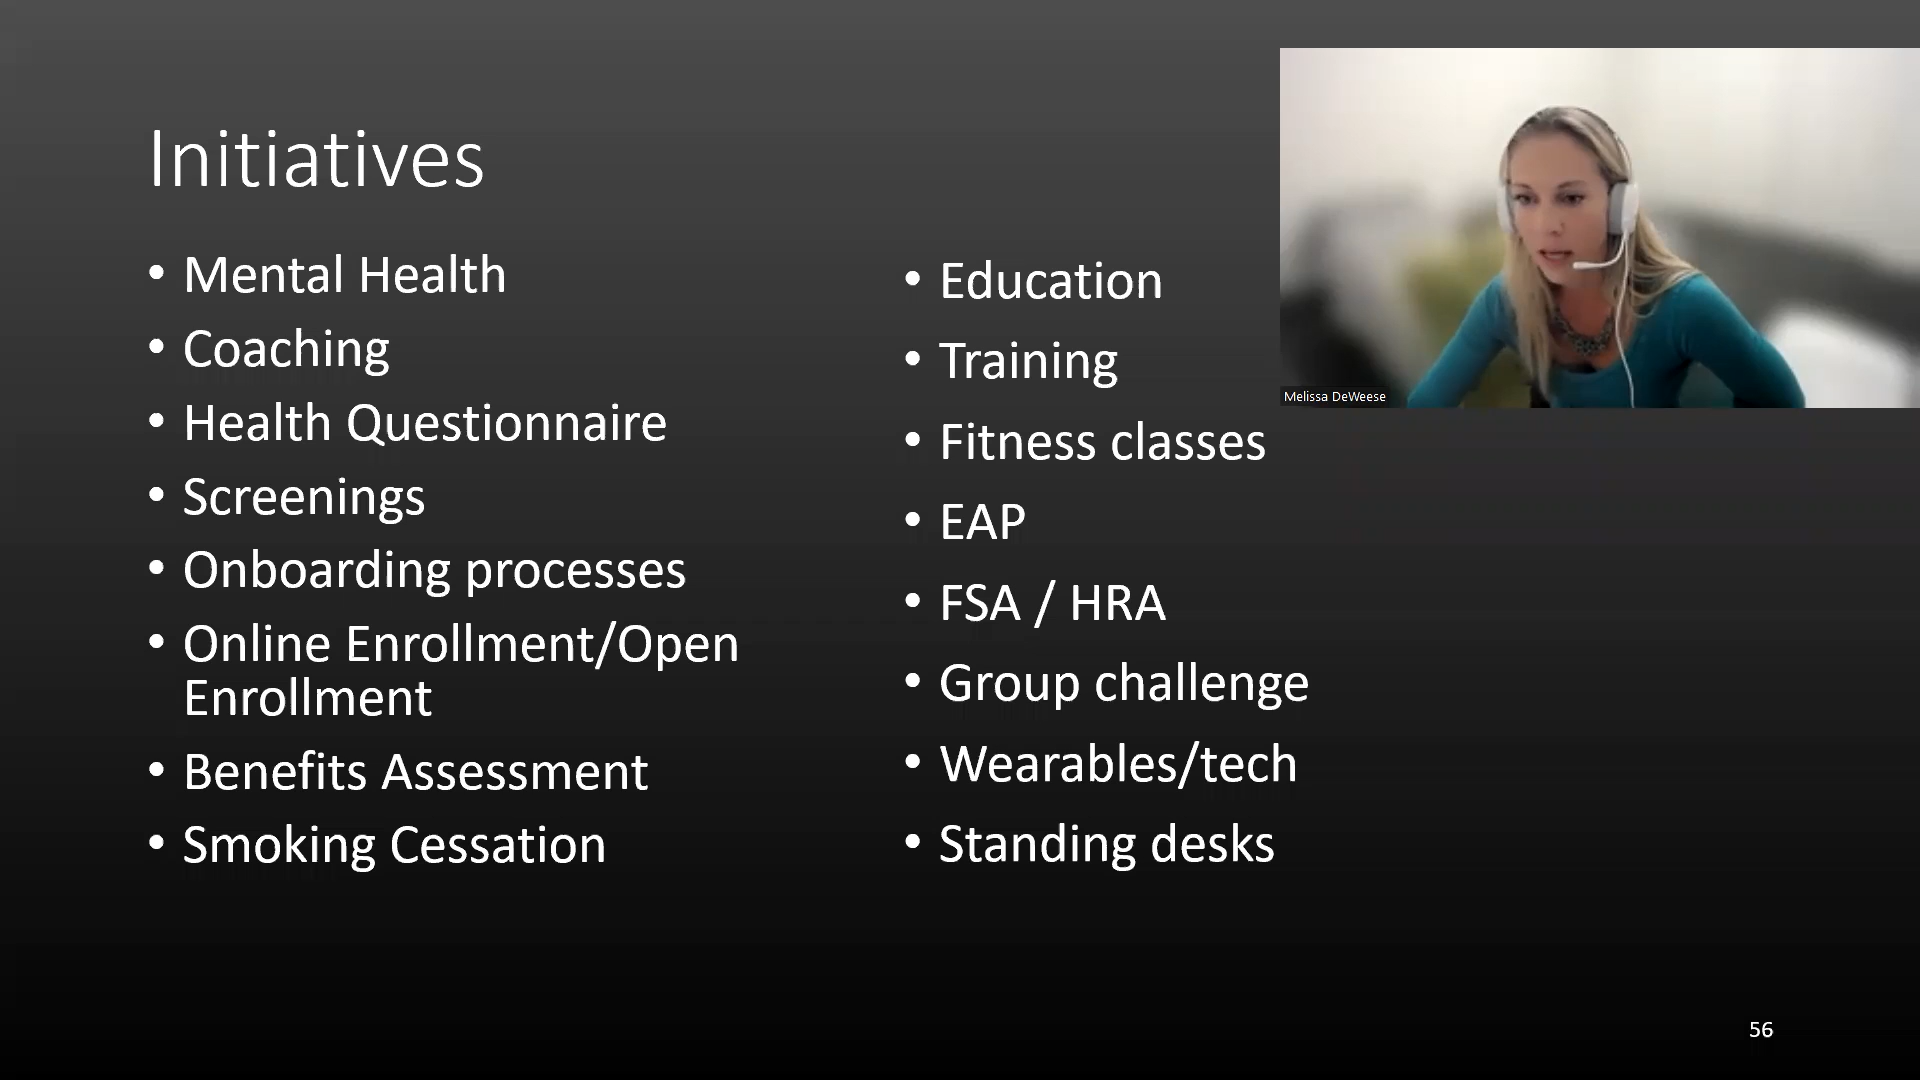 Initiatives
• Mental Health
• Coaching
• Health Questionnaire
• Screenings
• Onboarding processes
• Online Enrollment/Open
Enrollment
• Benefits Assessment
• Smoking Cessation
• Education
• Training
• Fitness classes
• EAP
• FSA / HRA
• Group challenge
• Wearables/tech
• Standing desks
Melissa DeWeese
56